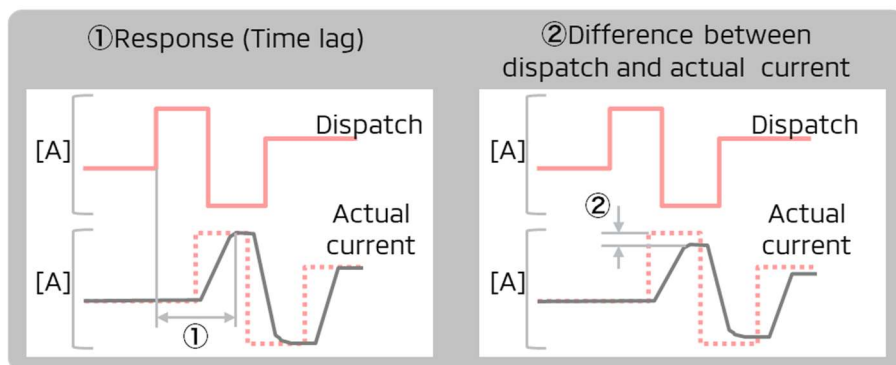 ①Response (Time lag)
[A]
Dispatch
[A]
Actual
current
①
②Difference between
dispatch and actual current
[A]
Dispatch
②
[A]
Actual
current